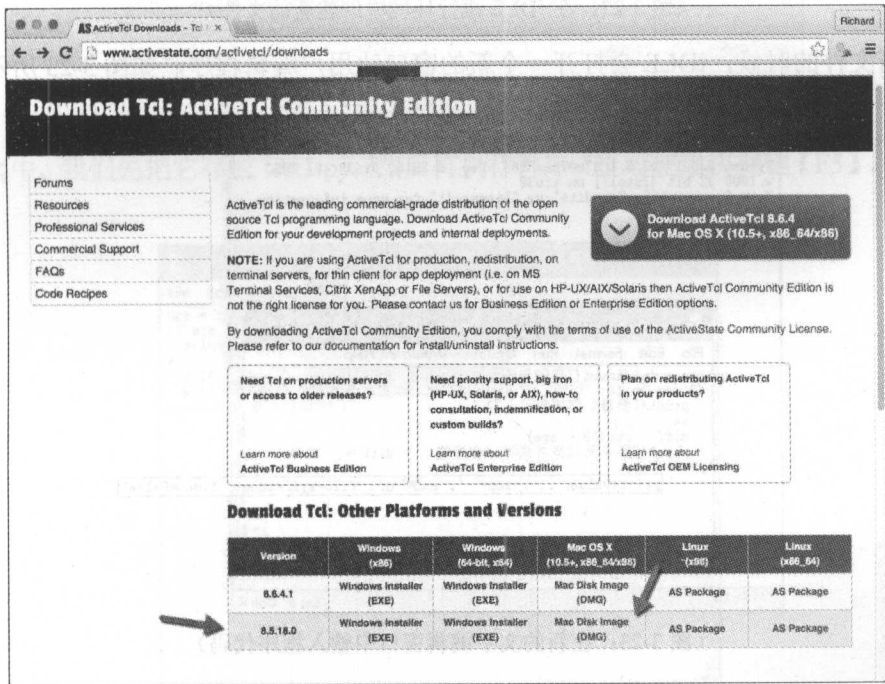 AS ActiveTcl Downloads - Tcl
Richard
www.activestate.com/activetcl/downloads
Download Tcl: ActiveTcl Community Edition
Forums
Resources
Professional Services
Commercial Support
FAQs
Code Recipes
ActiveTcl is the leading commercial-grade distribution of the open
source Tcl programming language. Download ActiveTcl Community
Edition for your development projects and internal deployments.
Download ActiveTcl 8.6.4
for Mac OS X (10.5+, x86_64/x86)
NOTE: If you are using ActiveTcl for production, redistribution, on
terminal servers, for thin client for app deployment (i.e. on MS
Terminal Services, Citrix XenApp or File Servers), or for use on HP-UX/AIX/Solaris then ActiveTcl Community Edition is
not the right license for you. Please contact us for Business Edition or Enterprise Edition options.
By downloading ActiveTcl Community Edition, you comply with the terms of use of the ActiveState Community License.
Please refer to our documentation for install/uninstall instructions.
Need Tcl on production servers
or access to older releases?
Learn more about
ActiveTcl Business Edition
Need priority support, big iron
(HP-UX, Solaris, or AIX), how-to
consultation, indemnification, or
custom builds?
Learn more about
ActiveTcl Enterprise Edition
Plan on redistributing ActiveTcl
in your products?
Learn more about
ActiveTcl OEM Licensing
Download Tcl: Other Platforms and Versions
Version Windows (x86) Windows (64-bit, x64) Mac OS X (10.5+, x86_64/x86) Linux (x86) Linux (x86_64)
8.6.4.1 Windows Installer (EXE) Windows Installer (EXE) Mac Disk Image (DMG) AS Package AS Package
8.5.18.0 Windows Installer (EXE) Windows Installer (EXE) Mac Disk Image (DMG) AS Package AS Package